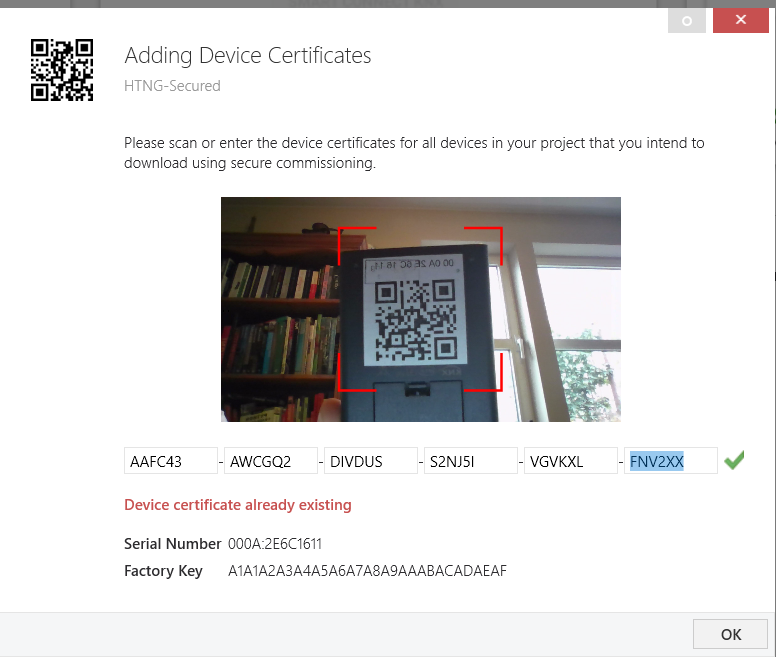 Adding Device Certificates
HTNG-Secured
Please scan or enter the device certificates for all devices in your project that you intend to
download using secure commissioning.
00 0A 2E 6C 16 11
AAFC43 - AWCGQ2 - DIVDUS - S2NJ5I - VGVKXL - FNV2XX
Device certificate already existing
Serial Number 000A:2E6C1611
Factory Key A1A1A2A3A4A5A6A7A8A9AAABACADAEAF
OK